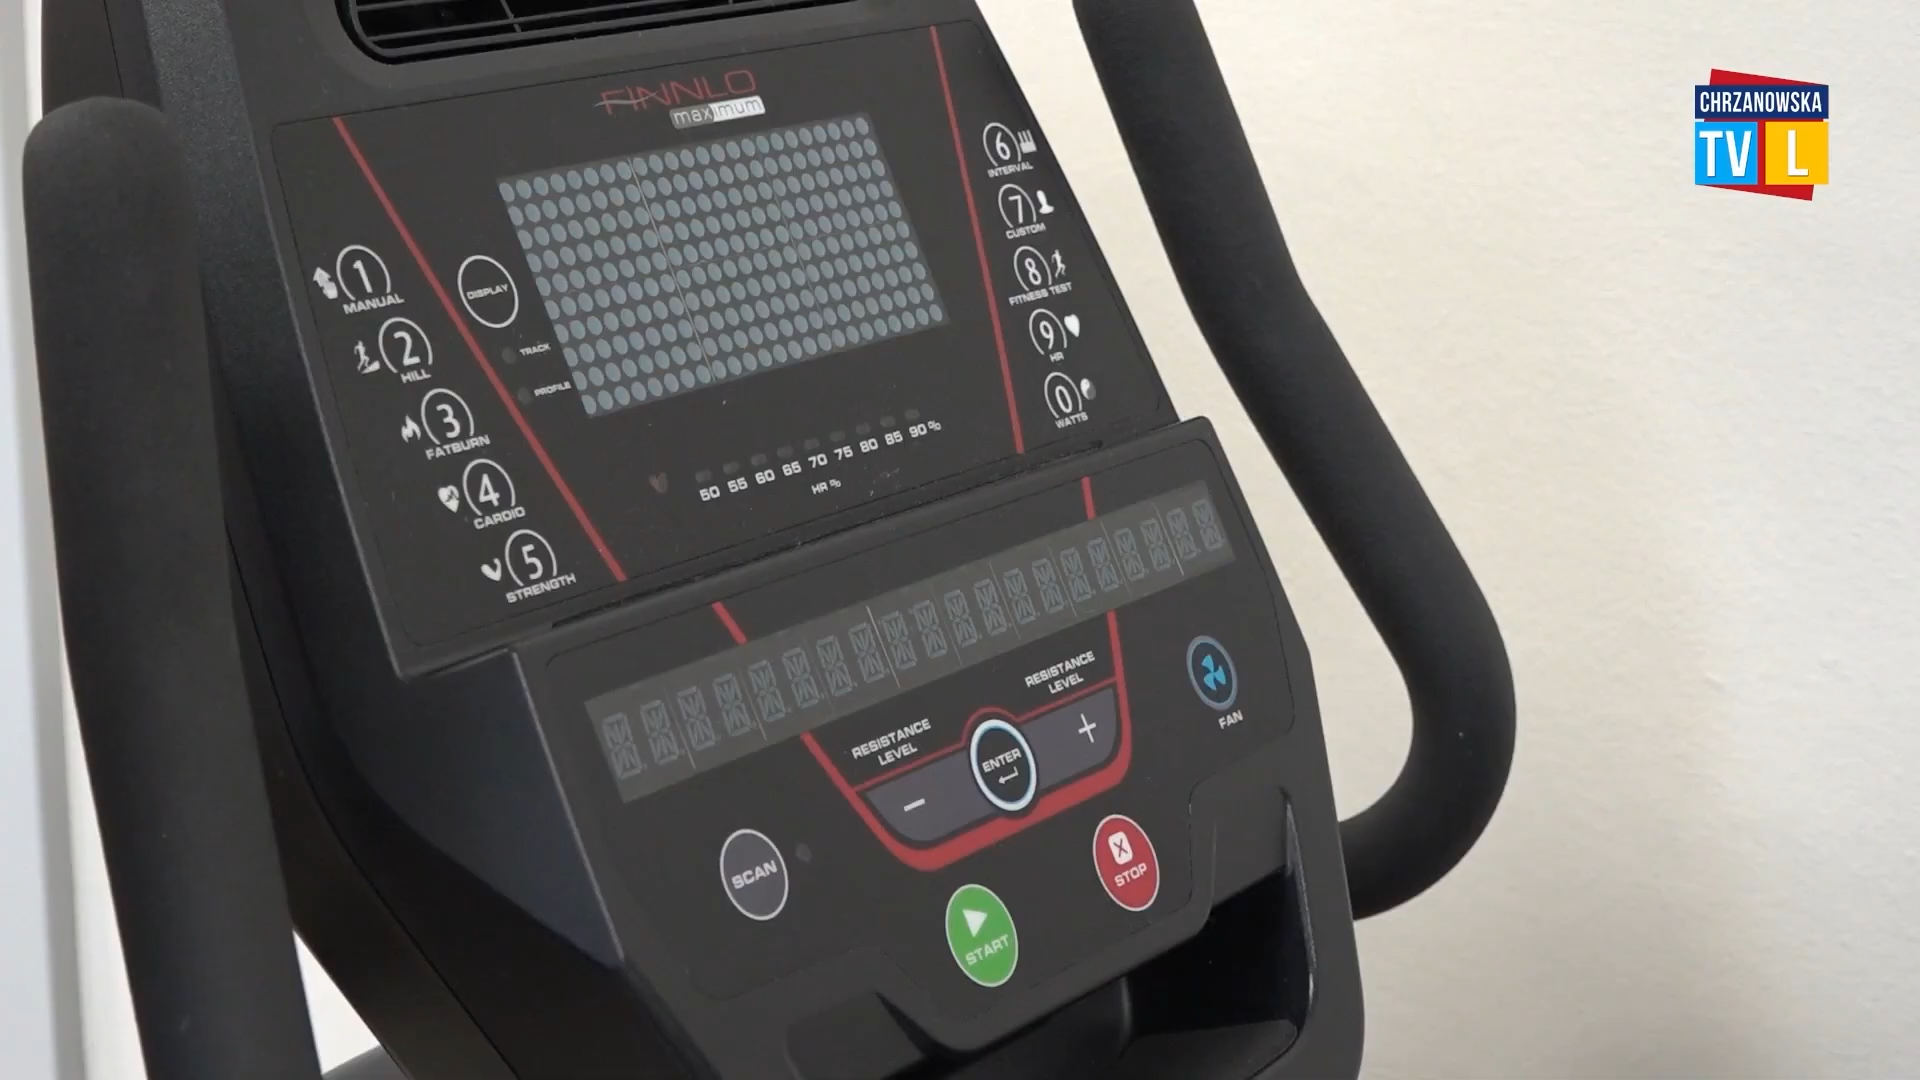 FINNLO
maximum
CHRZANOWSKA
TV L
1
MANUAL
2
HILL
3
FATBURN
4
CARDIO
5
STRENGTH
DISPLAY
TRACK
PROFILE
6
INTERVAL
7
CUSTOM
8
FITNESS TEST
9
HR
0
WATTS
50 55 60 65 70 75 80 85 90 %
HR %
RESISTANCE
LEVEL
RESISTANCE
LEVEL
−
ENTER
+
FAN
SCAN
START
X
STOP